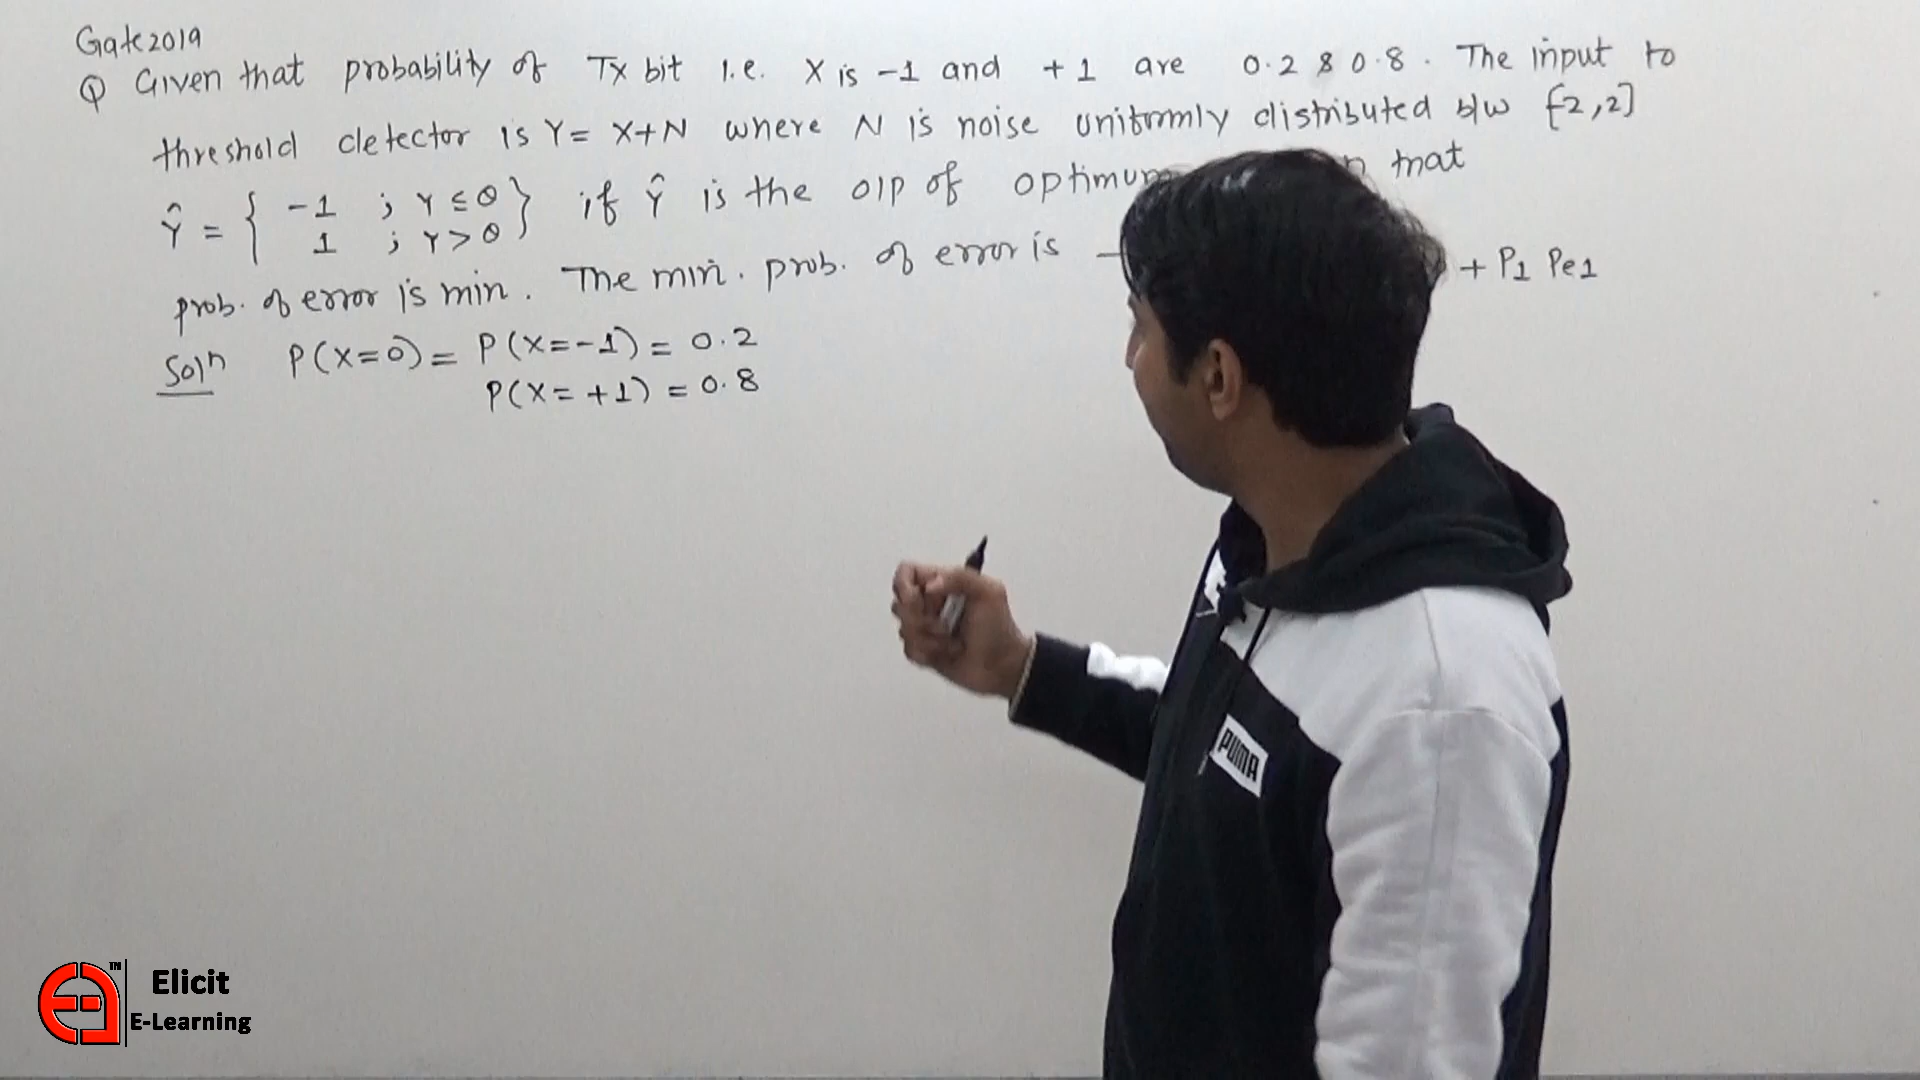 Gate 2019
Q Given that probability of Tx bit i.e. X is -1 and +1 are 0.2 & 0.8. The input to
threshold detector is Y = X+N where N is noise uniformly distributed b/w [-2,2]
Ŷ = { -1 ; Y ≤ θ
1 ; Y > θ } if Ŷ is the o/p of optimum that
prob. of error is min. The min. prob. of error is + P1 Pe1
Soln P(X=0) = P(X=-1) = 0.2
P(X=+1) = 0.8
PUMA
TM
Elicit
E-Learning